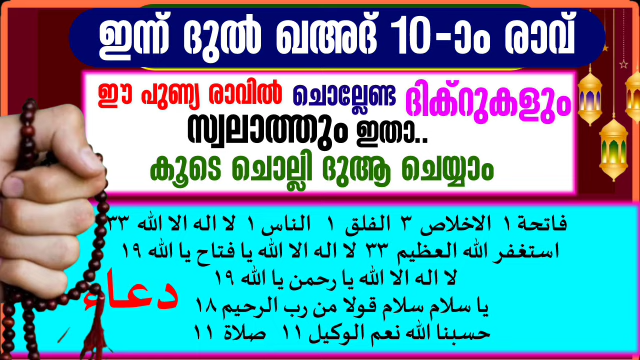 ഇന്ന് ദുൽ ഖഅദ് 10-ാം രാവ്
ഈ പുണ്യ രാവിൽ ചൊല്ലേണ്ട ദിക്റുകളും
സ്വലാത്തും ഇതാ..
കൂടെ ചൊല്ലി ദുആ ചെയ്യാം
فاتحة ١ الاخلاص ٣ الفلق ١ الناس ١ لا اله الا الله ٣٣
استغفر الله العظيم ٣٣ لا اله الا الله يا فتاح يا الله ١٩
لا اله الا الله يا رحمن يا الله ١٩
يا سلام سلام قولا من رب الرحيم ١٨
دعاء
حسبنا الله نعم الوكيل ١١ صلاة ١١